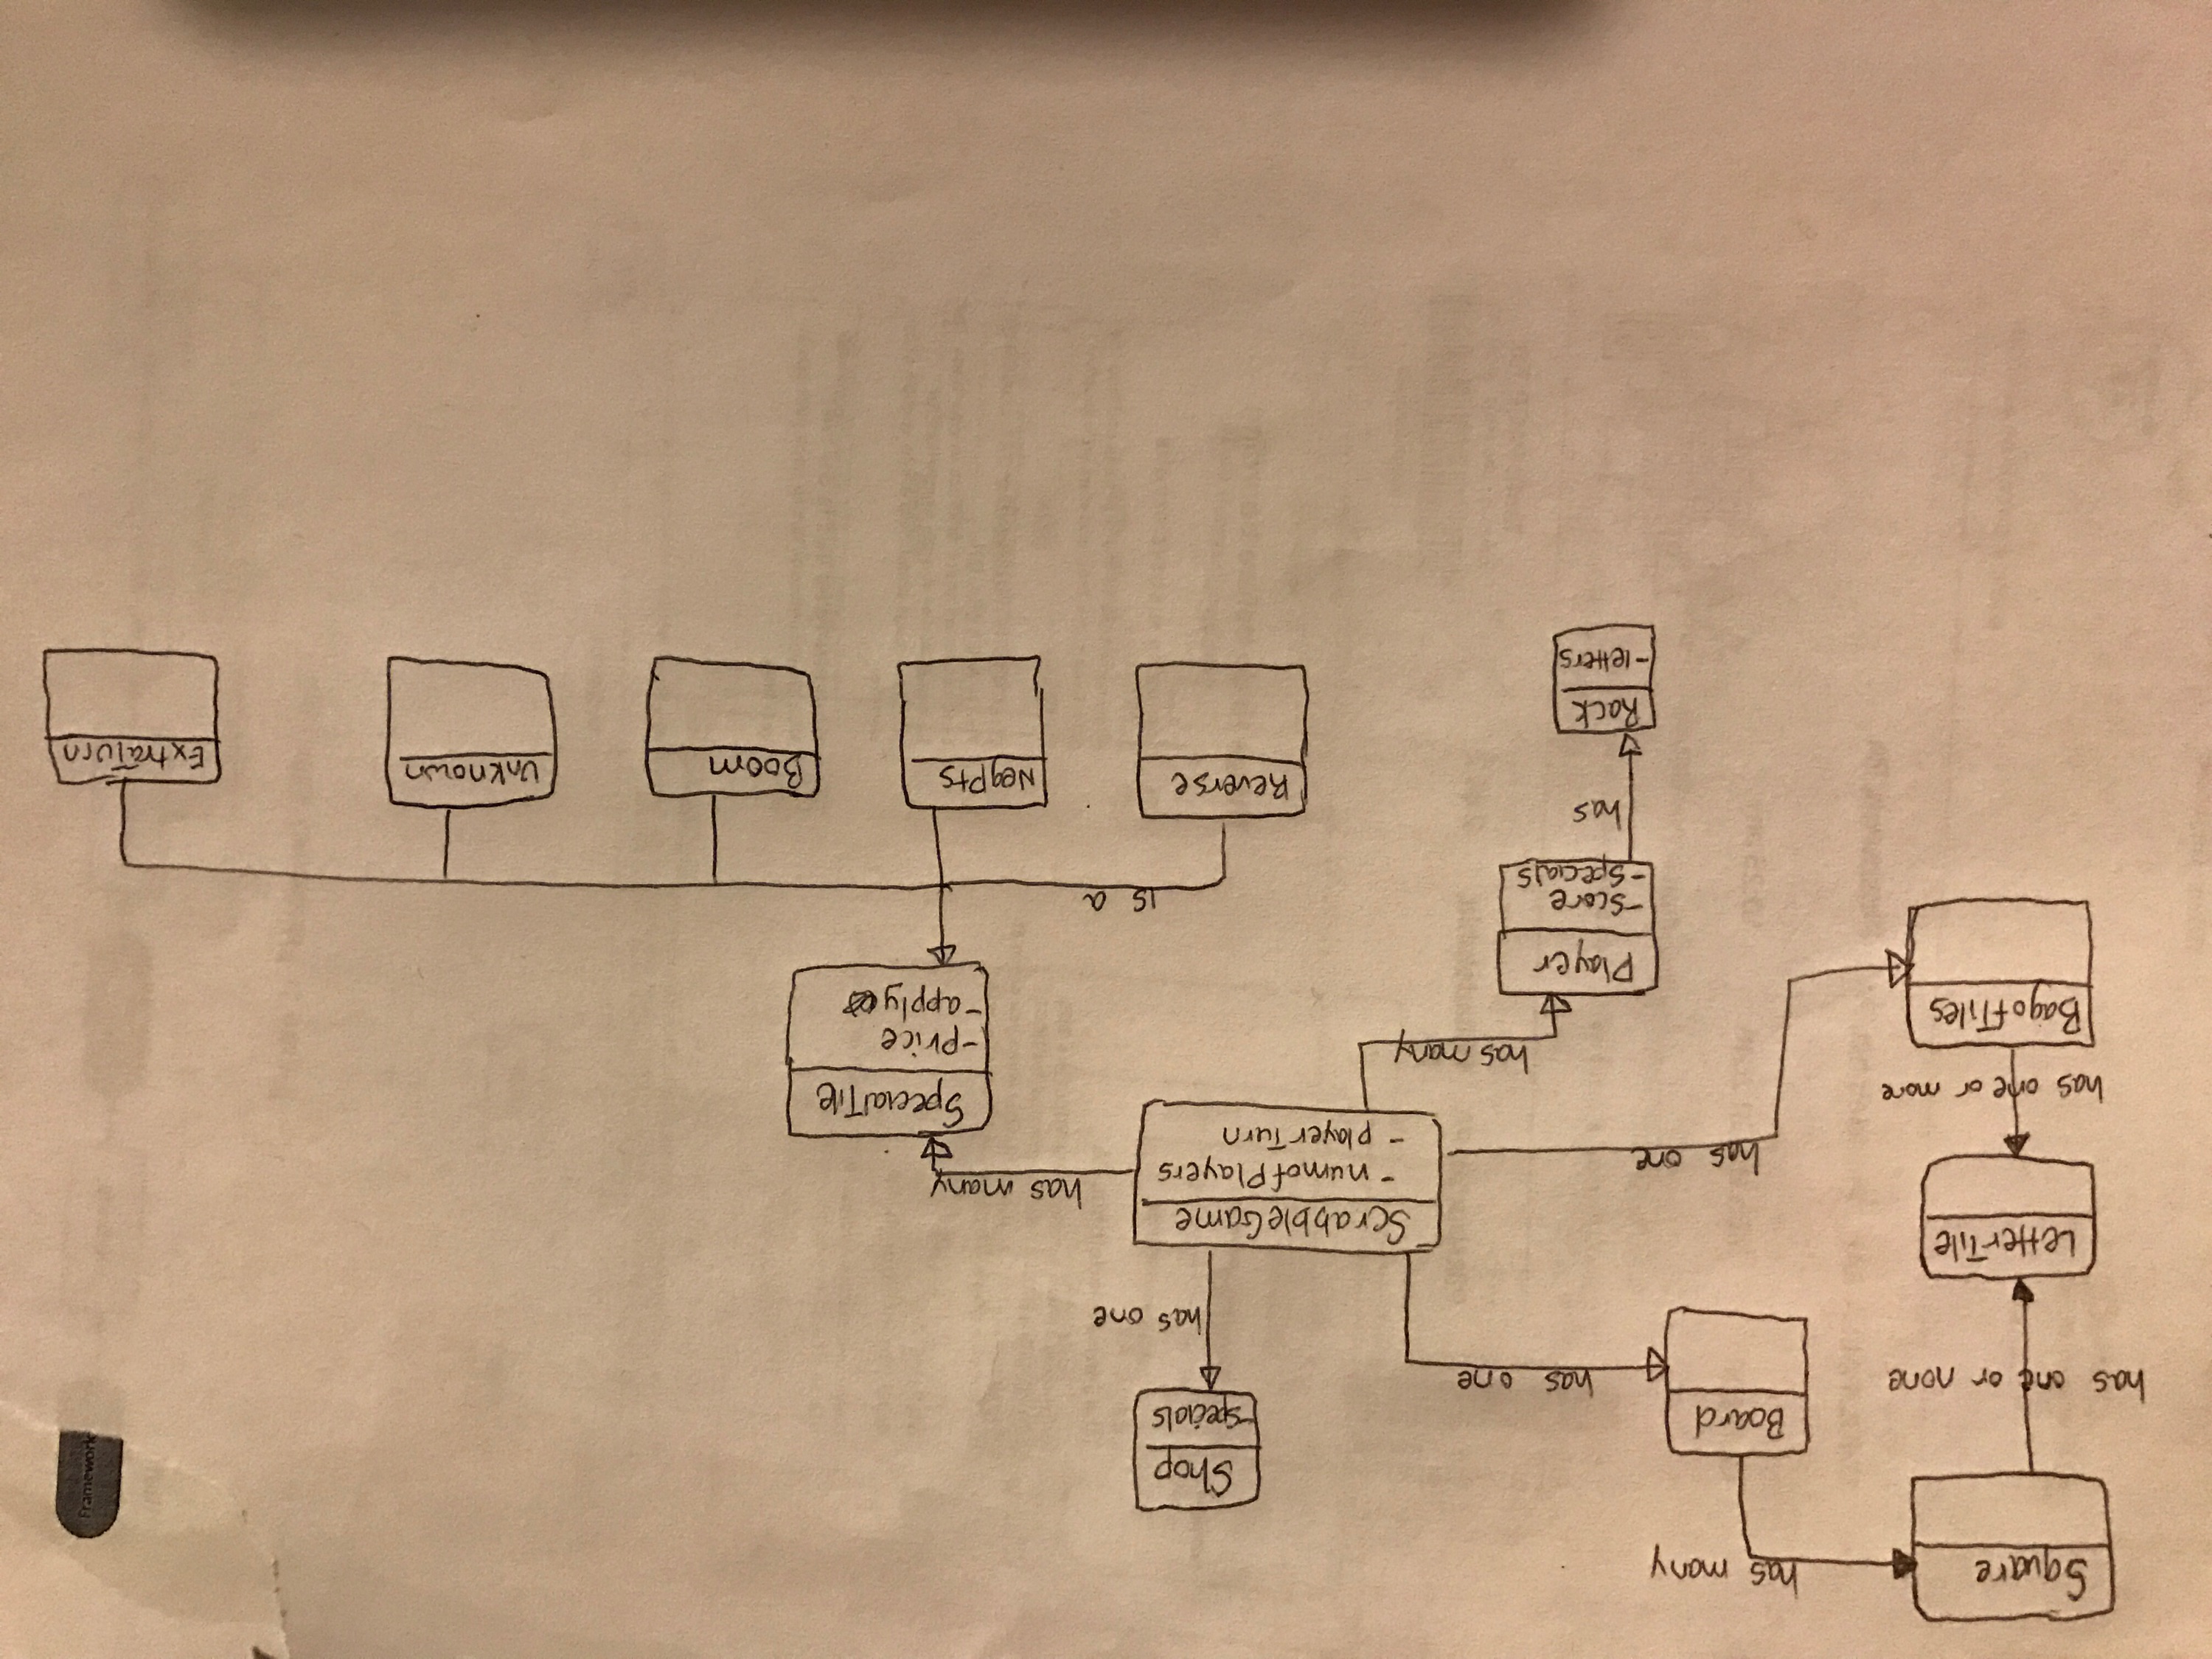 Framework
has many
Square
has one or none
LetterTile
has one or more
BagofTiles
Board
has one
has one
Shop
-specials
has one
ScrabbleGame
- numofPlayers
- playerTurn
has many
Player
-Score
-Specials
has
Rack
-letters
has many
SpecialTile
-price
-apply
is a
Reverse
NegPts
Boom
Unknown
ExtraTurn